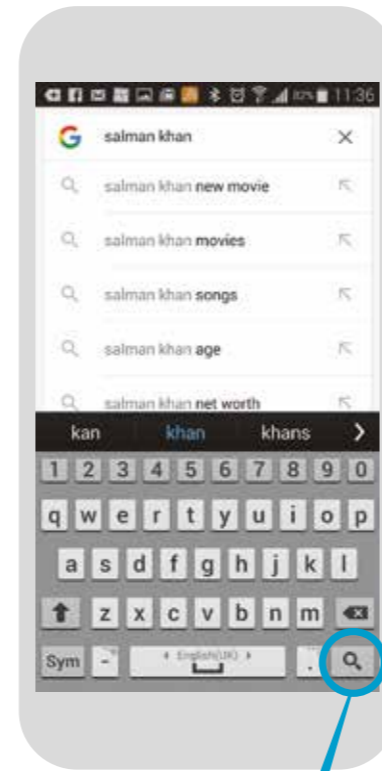 82% 11:36
G salman khan
salman khan new movie
salman khan movies
salman khan songs
salman khan age
salman khan net worth
kan khan khans
1 2 3 4 5 6 7 8 9 0
q w e r t y u i o p
a s d f g h j k l
z x c v b n m
Sym - English(UK) .